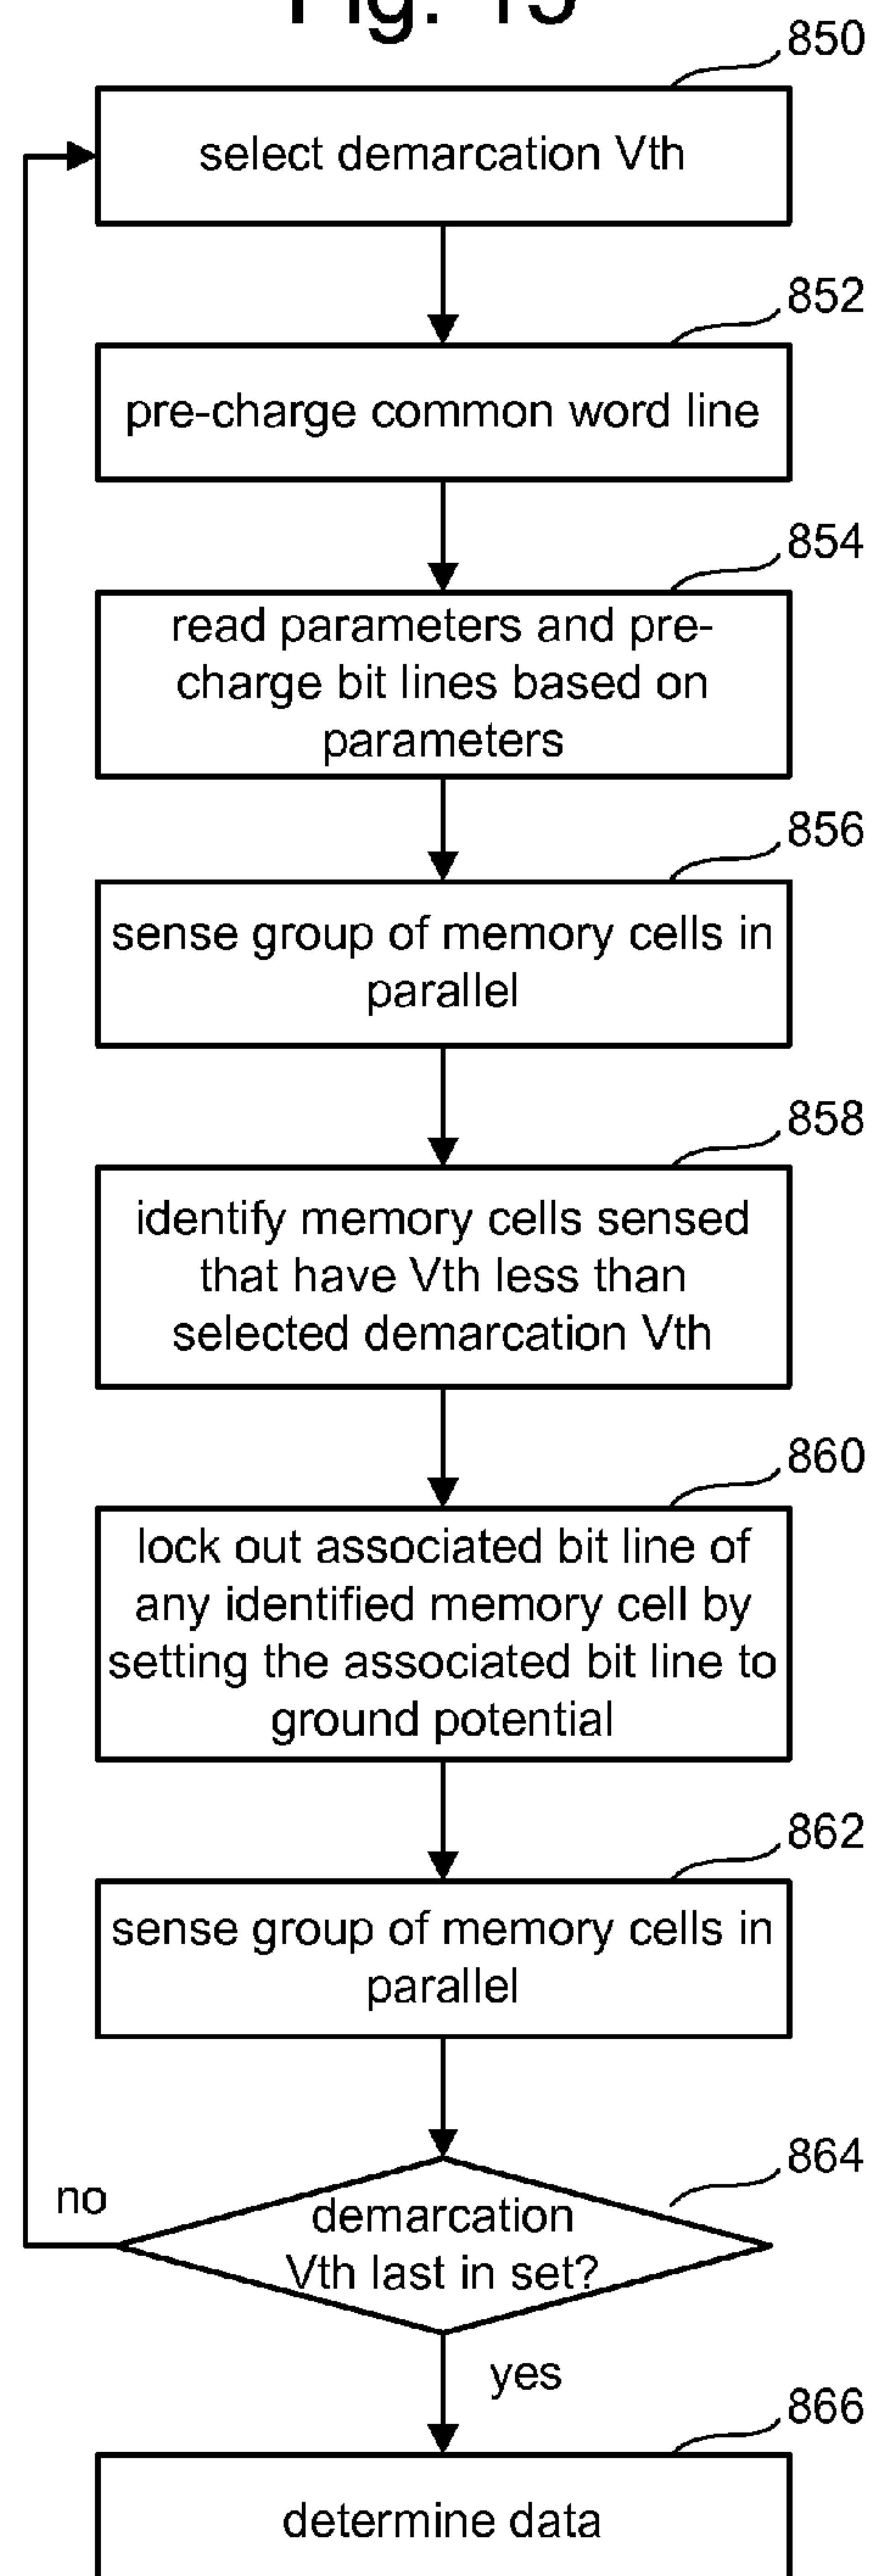 Fig. 15
850
select demarcation Vth
852
pre-charge common word line
854
read parameters and pre-
charge bit lines based on
parameters
856
sense group of memory cells in
parallel
858
identify memory cells sensed
that have Vth less than
selected demarcation Vth
860
lock out associated bit line of
any identified memory cell by
setting the associated bit line to
ground potential
862
sense group of memory cells in
parallel
864
no
demarcation
Vth last in set?
yes
866
determine data